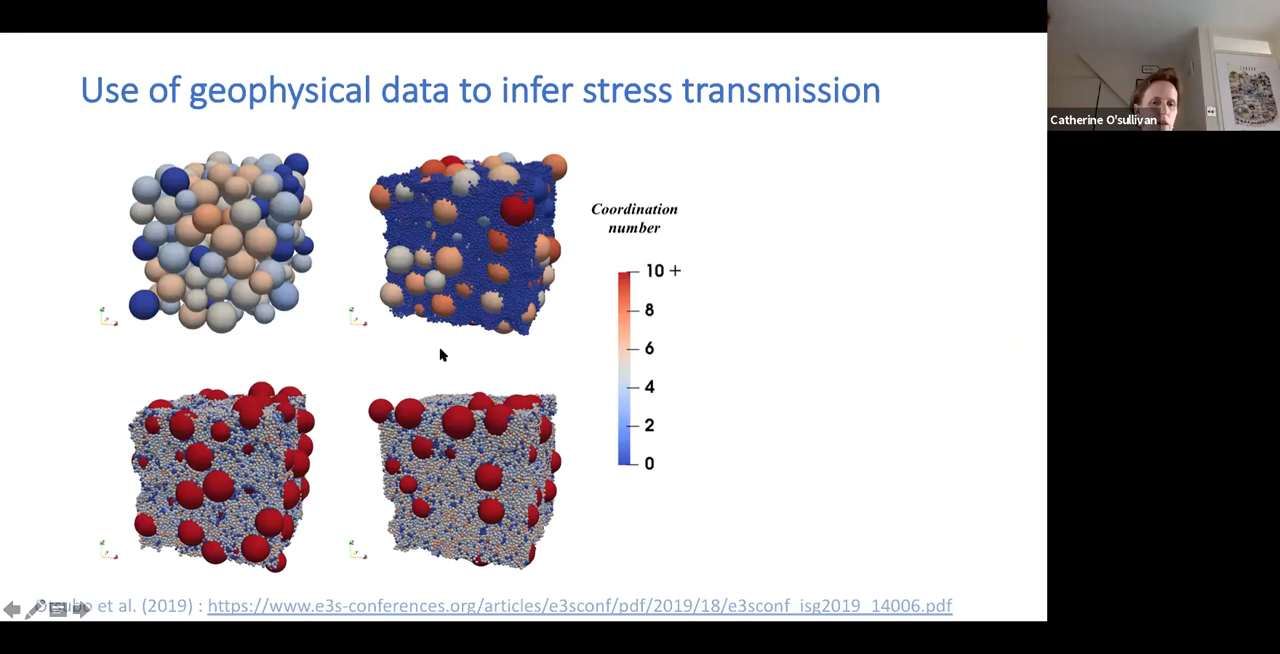 Use of geophysical data to infer stress transmission
Catherine O'sullivan
Coordination
number
10 +
8
6
4
2
0
et al. (2019) : https://www.e3s-conferences.org/articles/e3sconf/pdf/2019/18/e3sconf_isg2019_14006.pdf